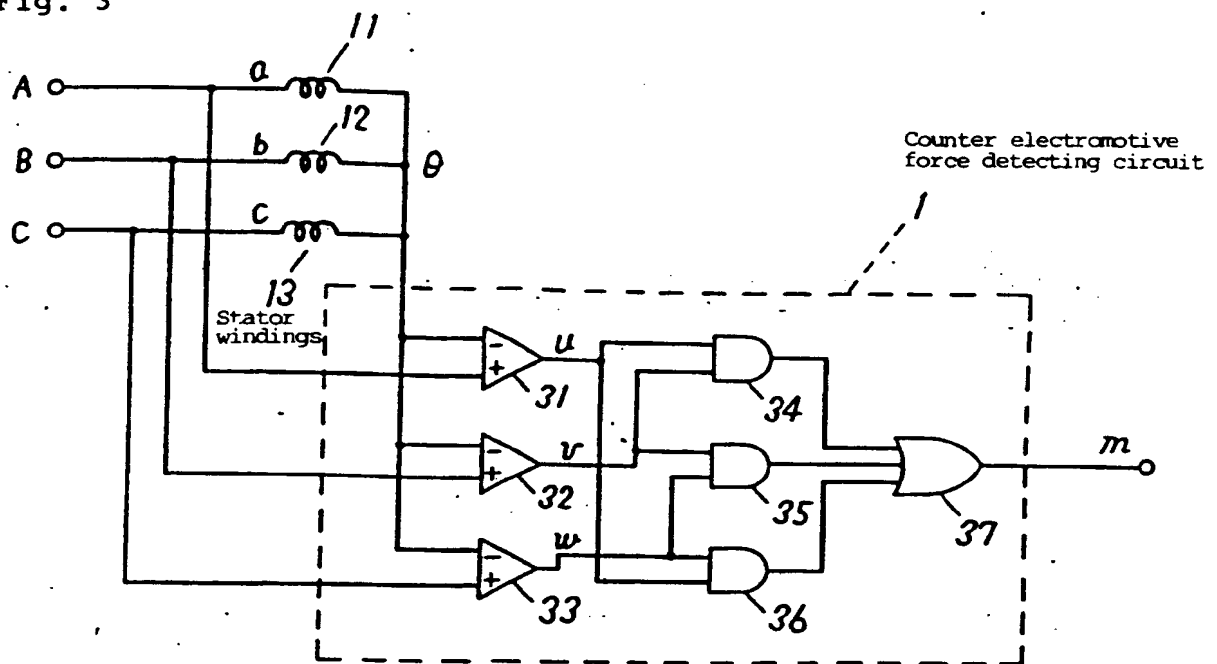 Fig. 3
11
A
a
12
B
b
θ
Counter electromotive
force detecting circuit
C
c
1
13
Stator
windings
-
+
u
31
34
-
+
v
32
35
m
37
-
+
w
33
36